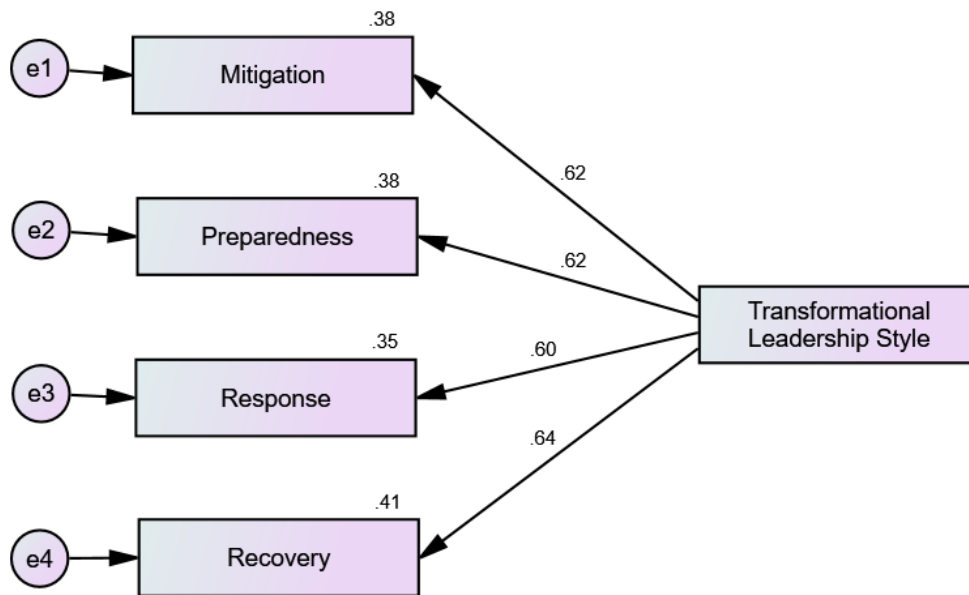 .38
e1
Mitigation
.62
.38
e2
Preparedness
.62
Transformational
Leadership Style
.35
.60
e3
Response
.64
.41
e4
Recovery